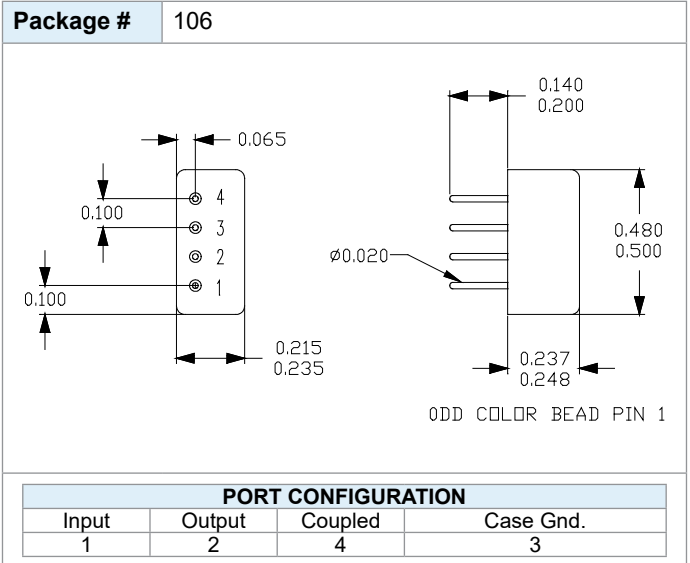 Package # 106
0.140
0.200
0.065
4
0.100
3
2
1
0.100
Ø0.020
0.480
0.500
0.215
0.235
0.237
0.248
ODD COLOR BEAD PIN 1
PORT CONFIGURATION
Input Output Coupled Case Gnd.
1 2 4 3